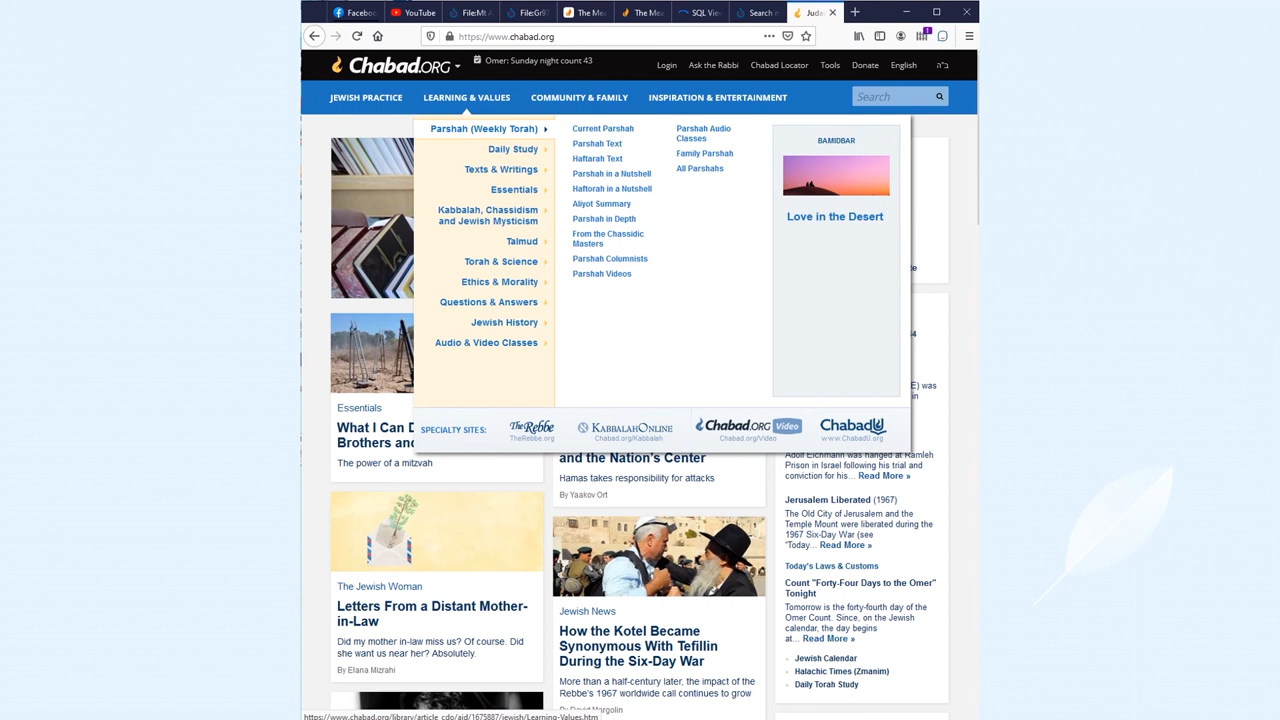 Faceboo
YouTube
File:Mt A
File:Gr97
The Mea
The Mea
SQL View
Search r
Juda
https://www.chabad.org
Chabad.ORG
Omer: Sunday night count 43
Login
Ask the Rabbi
Chabad Locator
Tools
Donate
English
ב"ה
JEWISH PRACTICE
LEARNING & VALUES
COMMUNITY & FAMILY
INSPIRATION & ENTERTAINMENT
Search
Parshah (Weekly Torah)
Daily Study
Texts & Writings
Essentials
Kabbalah, Chassidism
and Jewish Mysticism
Talmud
Torah & Science
Ethics & Morality
Questions & Answers
Jewish History
Audio & Video Classes
Current Parshah
Parshah Text
Haftarah Text
Parshah in a Nutshell
Haftorah in a Nutshell
Aliyot Summary
Parshah in Depth
From the Chassidic
Masters
Parshah Columnists
Parshah Videos
Parshah Audio
Classes
Family Parshah
All Parshahs
BAMIDBAR
Love in the Desert
SPECIALTY SITES:
The Rebbe
TheRebbe.org
KABBALAHONLINE
Chabad.org/Kabbalah
Chabad.ORG Video
Chabad.org/Video
ChabadU
www.ChabadU.org
Essentials
What I Can D
Brothers and
The power of a mitzvah
The Jewish Woman
Letters From a Distant Mother-
in-Law
Did my mother in-law miss us? Of course. Did
she want us near her? Absolutely.
By Elana Mizrahi
and the Nation's Center
Hamas takes responsibility for attacks
By Yaakov Ort
Jewish News
How the Kotel Became
Synonymous With Tefillin
During the Six-Day War
More than a half-century later, the impact of the
Rebbe's 1967 worldwide call continues to grow
By David Margolin
te
44
E) was
in
Adolf Eichmann was hanged at Ramleh
Prison in Israel following his trial and
conviction for his... Read More »
Jerusalem Liberated (1967)
The Old City of Jerusalem and the
Temple Mount were liberated during the
1967 Six-Day War (see
"Today... Read More »
Today's Laws & Customs
Count "Forty-Four Days to the Omer"
Tonight
Tomorrow is the forty-fourth day of the
Omer Count. Since, on the Jewish
calendar, the day begins
at... Read More »
Jewish Calendar
Halachic Times (Zmanim)
Daily Torah Study
https://www.chabad.org/library/article_cdo/aid/1675887/jewish/Learning-Values.htm